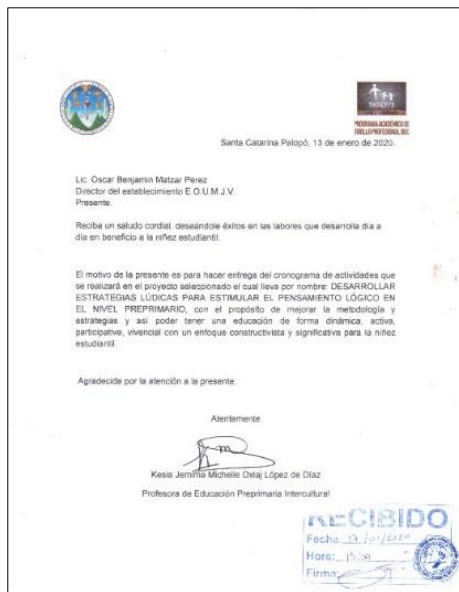 PADEP/D
PROGRAMA ACADÉMICO DE
DESARROLLO PROFESIONAL DOCENTE
Santa Catarina Palopó, 13 de enero de 2020.
Lic. Oscar Benjamin Matzar Pérez
Director del establecimiento E.O.U.M.J.V.
Presente.
Reciba un saludo cordial, deseándole éxitos en las labores que desarrolla día a
día en beneficio a la niñez estudiantil.
El motivo de la presente es para hacer entrega del cronograma de actividades que
se realizará en el proyecto seleccionado el cual lleva por nombre: DESARROLLAR
ESTRATEGIAS LÚDICAS PARA ESTIMULAR EL PENSAMIENTO LÓGICO EN
EL NIVEL PREPRIMARIO, con el propósito de mejorar la metodología y
estrategias y así poder tener una educación de forma dinámica, activa,
participativa, vivencial con un enfoque constructivista y significativa para la niñez
estudiantil.
Agradecida por la atención a la presente.
Atentamente
Kesia Jemima Michelle Oxlaj López de Díaz
Profesora de Educación Preprimaria Intercultural
RECIBIDO
Fecha: /01/2020
Hora:
Firma: